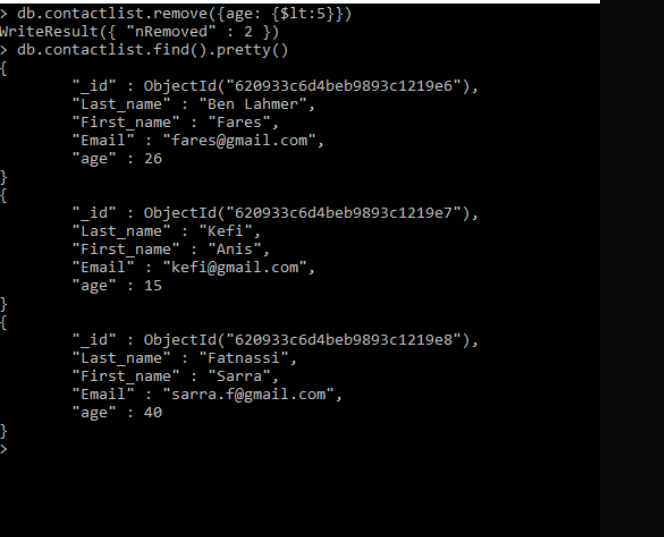 > db.contactlist.remove({age: {$lt:5}})
WriteResult({ "nRemoved" : 2 })
> db.contactlist.find().pretty()
{
"_id" : ObjectId("620933c6d4beb9893c1219e6"),
"Last_name" : "Ben Lahmer",
"First_name" : "Fares",
"Email" : "fares@gmail.com",
"age" : 26
}
{
"_id" : ObjectId("620933c6d4beb9893c1219e7"),
"Last_name" : "Kefi",
"First_name" : "Anis",
"Email" : "kefi@gmail.com",
"age" : 15
}
{
"_id" : ObjectId("620933c6d4beb9893c1219e8"),
"Last_name" : "Fatnassi",
"First_name" : "Sarra",
"Email" : "sarra.f@gmail.com",
"age" : 40
}
>